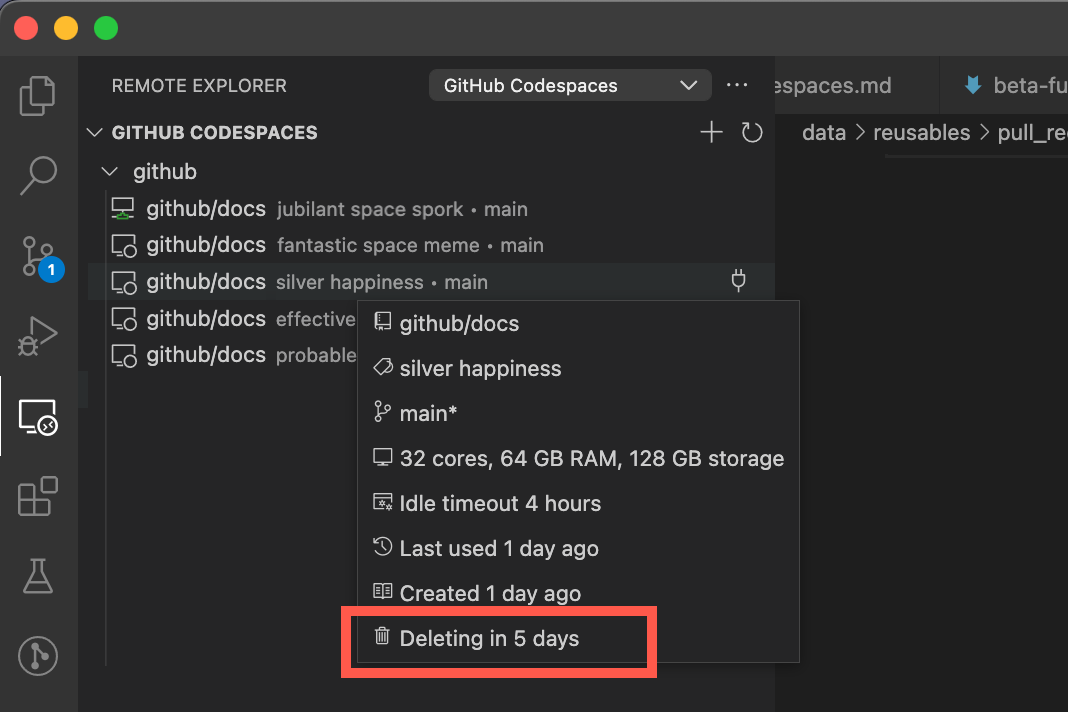 REMOTE EXPLORER
GitHub Codespaces
espaces.md
beta-fu
GITHUB CODESPACES
data > reusables > pull_re
github
github/docs jubilant space spork • main
github/docs fantastic space meme • main
github/docs silver happiness • main
github/docs effective
github/docs probable
1
github/docs
silver happiness
main*
32 cores, 64 GB RAM, 128 GB storage
Idle timeout 4 hours
Last used 1 day ago
Created 1 day ago
Deleting in 5 days